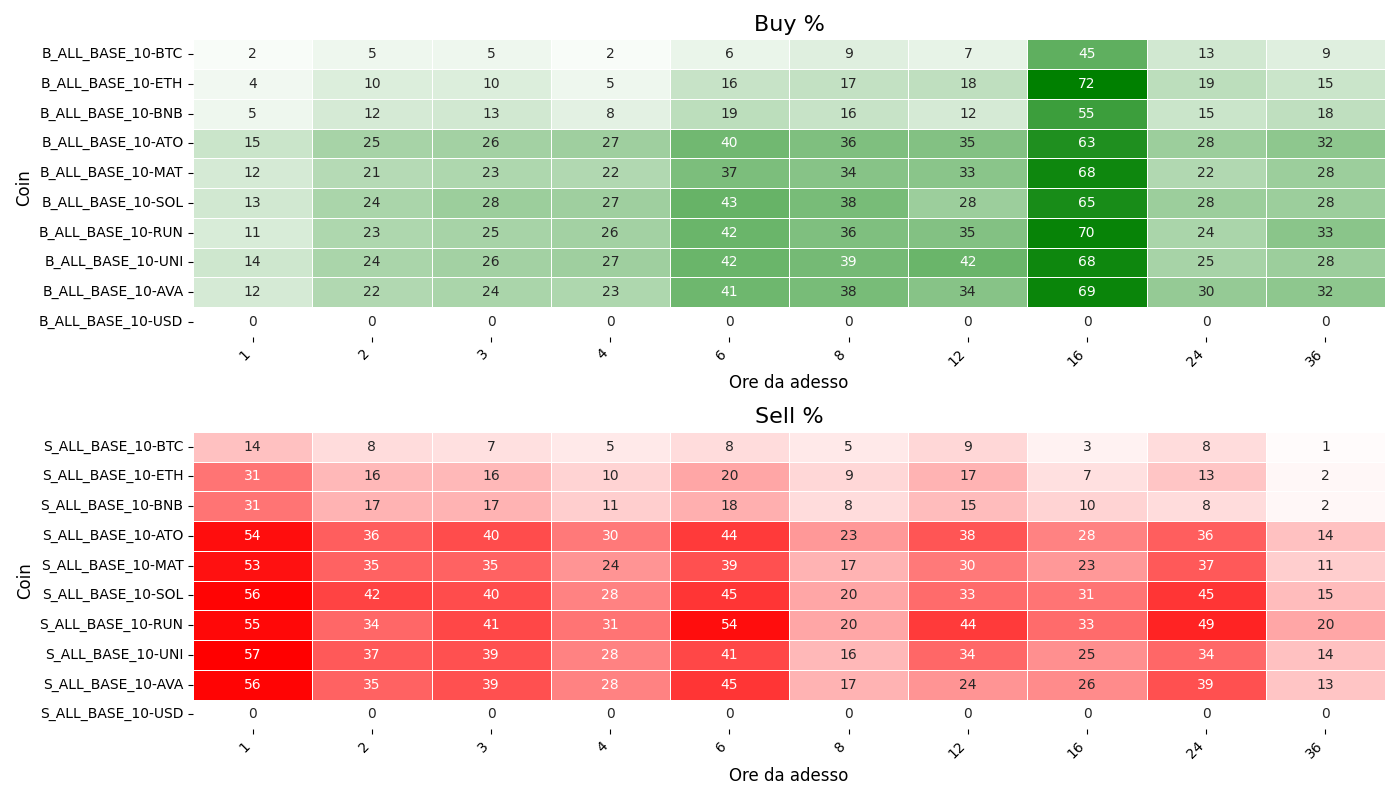 Buy %
B_ALL_BASE_10-BTC 2 5 5 2 6 9 7 45 13 9
B_ALL_BASE_10-ETH 4 10 10 5 16 17 18 72 19 15
B_ALL_BASE_10-BNB 5 12 13 8 19 16 12 55 15 18
B_ALL_BASE_10-ATO 15 25 26 27 40 36 35 63 28 32
B_ALL_BASE_10-MAT 12 21 23 22 37 34 33 68 22 28
B_ALL_BASE_10-SOL 13 24 28 27 43 38 28 65 28 28
B_ALL_BASE_10-RUN 11 23 25 26 42 36 35 70 24 33
B_ALL_BASE_10-UNI 14 24 26 27 42 39 42 68 25 28
B_ALL_BASE_10-AVA 12 22 24 23 41 38 34 69 30 32
B_ALL_BASE_10-USD 0 0 0 0 0 0 0 0 0 0
Coin
1 2 3 4 6 8 12 16 24 36
Ore da adesso
Sell %
S_ALL_BASE_10-BTC 14 8 7 5 8 5 9 3 8 1
S_ALL_BASE_10-ETH 31 16 16 10 20 9 17 7 13 2
S_ALL_BASE_10-BNB 31 17 17 11 18 8 15 10 8 2
S_ALL_BASE_10-ATO 54 36 40 30 44 23 38 28 36 14
S_ALL_BASE_10-MAT 53 35 35 24 39 17 30 23 37 11
S_ALL_BASE_10-SOL 56 42 40 28 45 20 33 31 45 15
S_ALL_BASE_10-RUN 55 34 41 31 54 20 44 33 49 20
S_ALL_BASE_10-UNI 57 37 39 28 41 16 34 25 34 14
S_ALL_BASE_10-AVA 56 35 39 28 45 17 24 26 39 13
S_ALL_BASE_10-USD 0 0 0 0 0 0 0 0 0 0
Coin
1 2 3 4 6 8 12 16 24 36
Ore da adesso